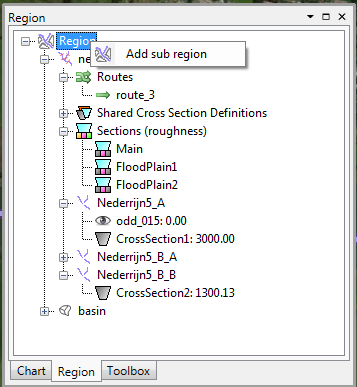 Region
Region
Add sub region
ne
Routes
route_3
Shared Cross Section Definitions
Sections (roughness)
Main
FloodPlain1
FloodPlain2
Nederrijn5_A
odd_015: 0.00
CrossSection1: 3000.00
Nederrijn5_B_A
Nederrijn5_B_B
CrossSection2: 1300.13
basin
Chart Region Toolbox